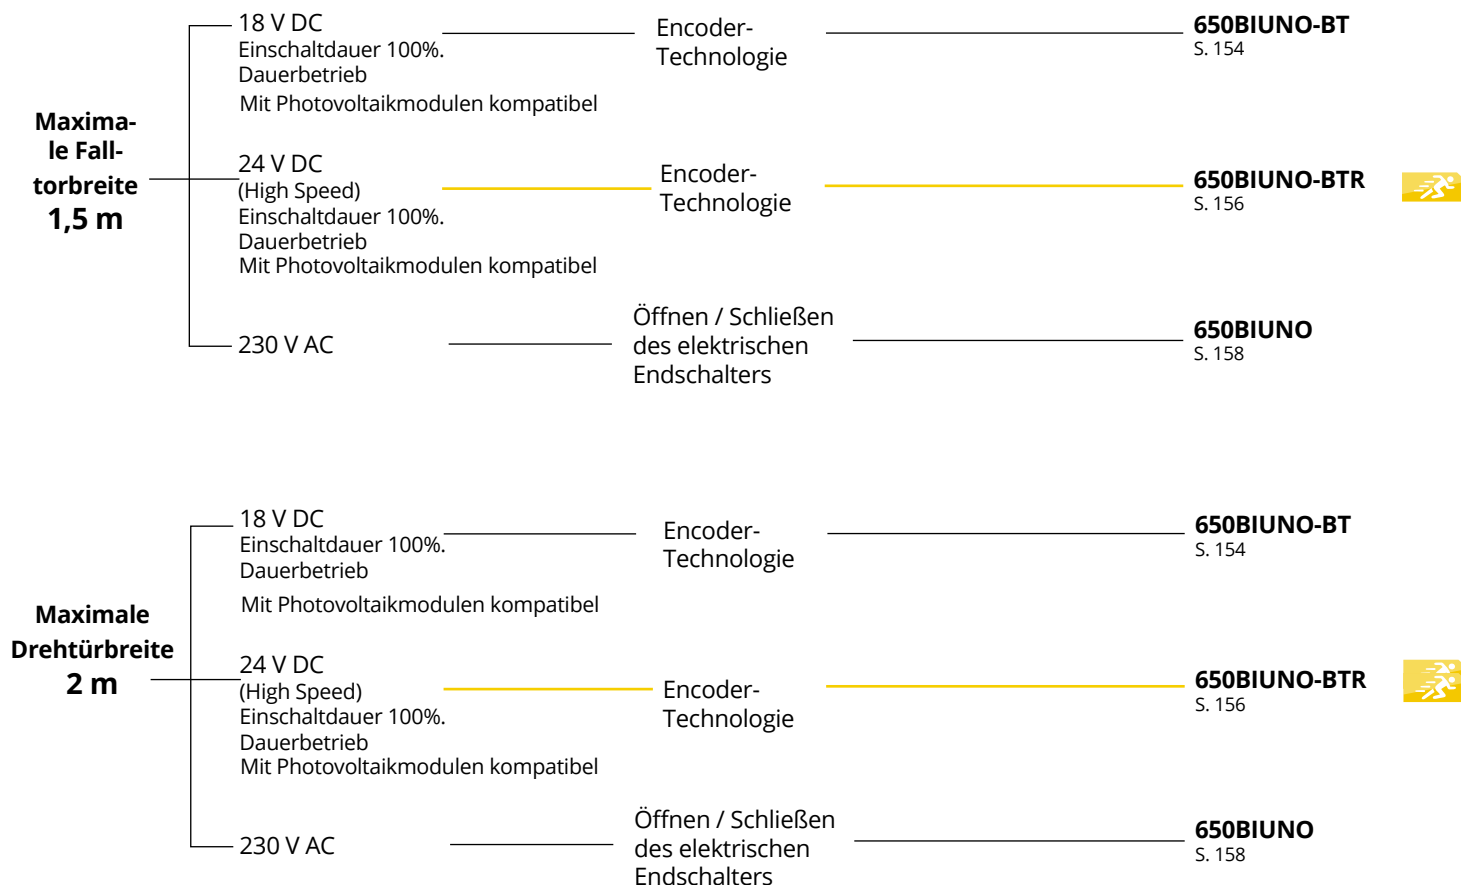 Maxima-
le Fall-
torbreite
1,5 m
18 V DC
Einschaltdauer 100%.
Dauerbetrieb
Mit Photovoltaikmodulen kompatibel
Encoder-
Technologie
650BIUNO-BT
S. 154
24 V DC
(High Speed)
Einschaltdauer 100%.
Dauerbetrieb
Mit Photovoltaikmodulen kompatibel
Encoder-
Technologie
650BIUNO-BTR
S. 156
230 V AC
Öffnen / Schließen
des elektrischen
Endschalters
650BIUNO
S. 158
Maximale
Drehtürbreite
2 m
18 V DC
Einschaltdauer 100%.
Dauerbetrieb
Mit Photovoltaikmodulen kompatibel
Encoder-
Technologie
650BIUNO-BT
S. 154
24 V DC
(High Speed)
Einschaltdauer 100%.
Dauerbetrieb
Mit Photovoltaikmodulen kompatibel
Encoder-
Technologie
650BIUNO-BTR
S. 156
230 V AC
Öffnen / Schließen
des elektrischen
Endschalters
650BIUNO
S. 158